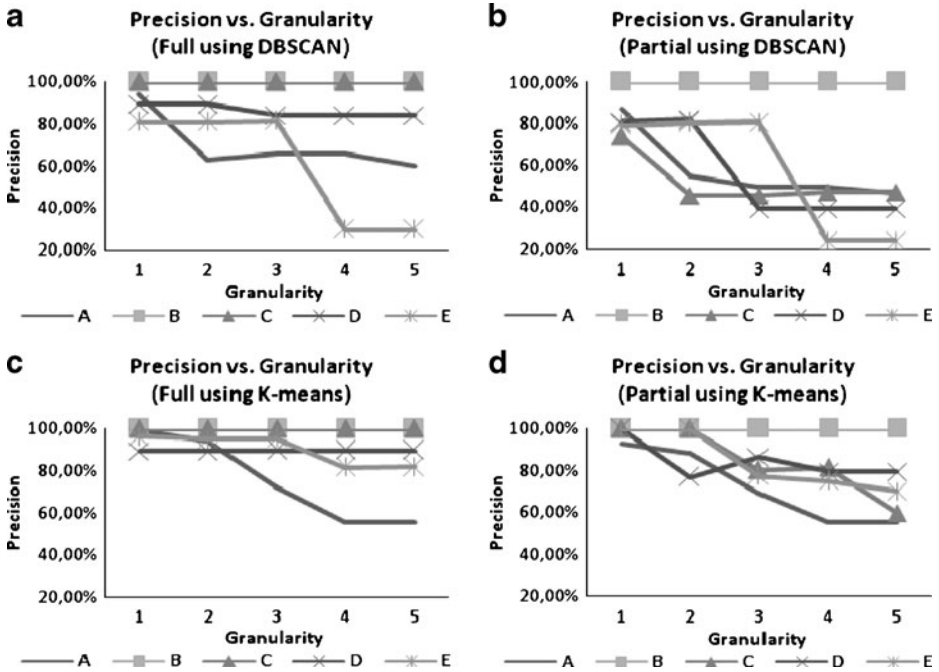 a
Precision vs. Granularity
(Full using DBSCAN)
100,00%
80,00%
60,00%
40,00%
20,00%
Precision
1 2 3 4 5
Granularity
A B C D E
b
Precision vs. Granularity
(Partial using DBSCAN)
100,00%
80,00%
60,00%
40,00%
20,00%
Precision
1 2 3 4 5
Granularity
A B C D E
c
Precision vs. Granularity
(Full using K-means)
100,00%
80,00%
60,00%
40,00%
20,00%
Precision
1 2 3 4 5
Granularity
A B C D E
d
Precision vs. Granularity
(Partial using K-means)
100,00%
80,00%
60,00%
40,00%
20,00%
Precision
1 2 3 4 5
Granularity
A B C D E